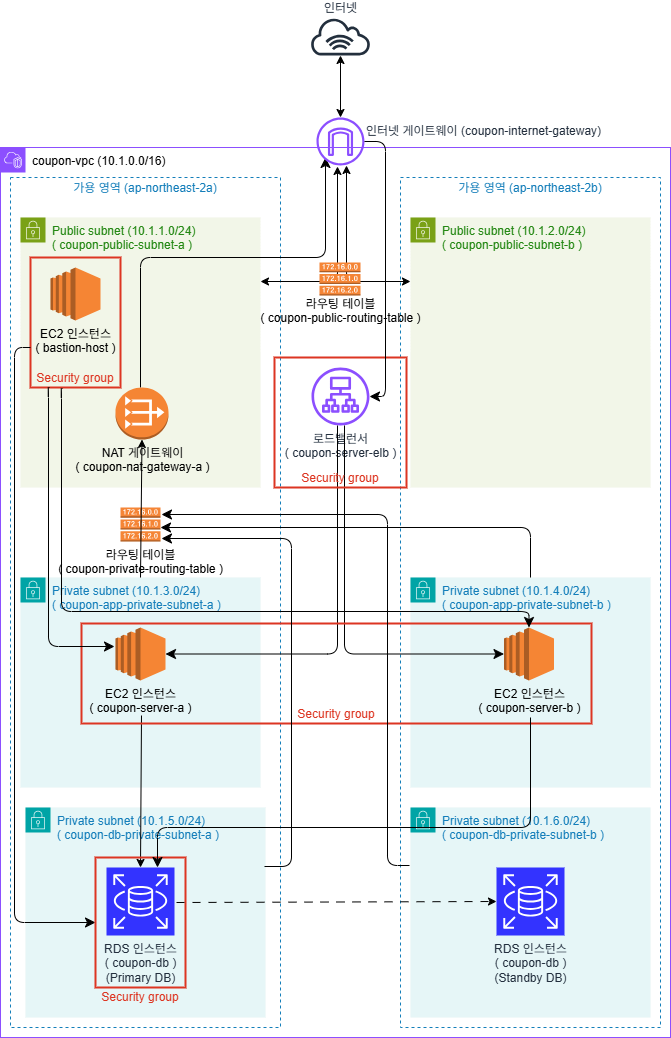 인터넷
인터넷 게이트웨이 (coupon-internet-gateway)
coupon-vpc (10.1.0.0/16)
가용 영역 (ap-northeast-2a)
가용 영역 (ap-northeast-2b)
Public subnet (10.1.1.0/24)
( coupon-public-subnet-a )
Public subnet (10.1.2.0/24)
( coupon-public-subnet-b )
172.16.0.0
172.16.1.0
172.16.2.0
라우팅 테이블
( coupon-public-routing-table )
EC2 인스턴스
( bastion-host )
Security group
NAT 게이트웨이
( coupon-nat-gateway-a )
로드밸런서
( coupon-server-elb )
Security group
172.16.0.0
172.16.1.0
172.16.2.0
라우팅 테이블
( coupon-private-routing-table )
Private subnet (10.1.3.0/24)
( coupon-app-private-subnet-a )
Private subnet (10.1.4.0/24)
( coupon-app-private-subnet-b )
EC2 인스턴스
( coupon-server-a )
EC2 인스턴스
( coupon-server-b )
Security group
Private subnet (10.1.5.0/24)
( coupon-db-private-subnet-a )
Private subnet (10.1.6.0/24)
( coupon-db-private-subnet-b )
RDS 인스턴스
( coupon-db )
(Primary DB)
Security group
RDS 인스턴스
( coupon-db )
(Standby DB)